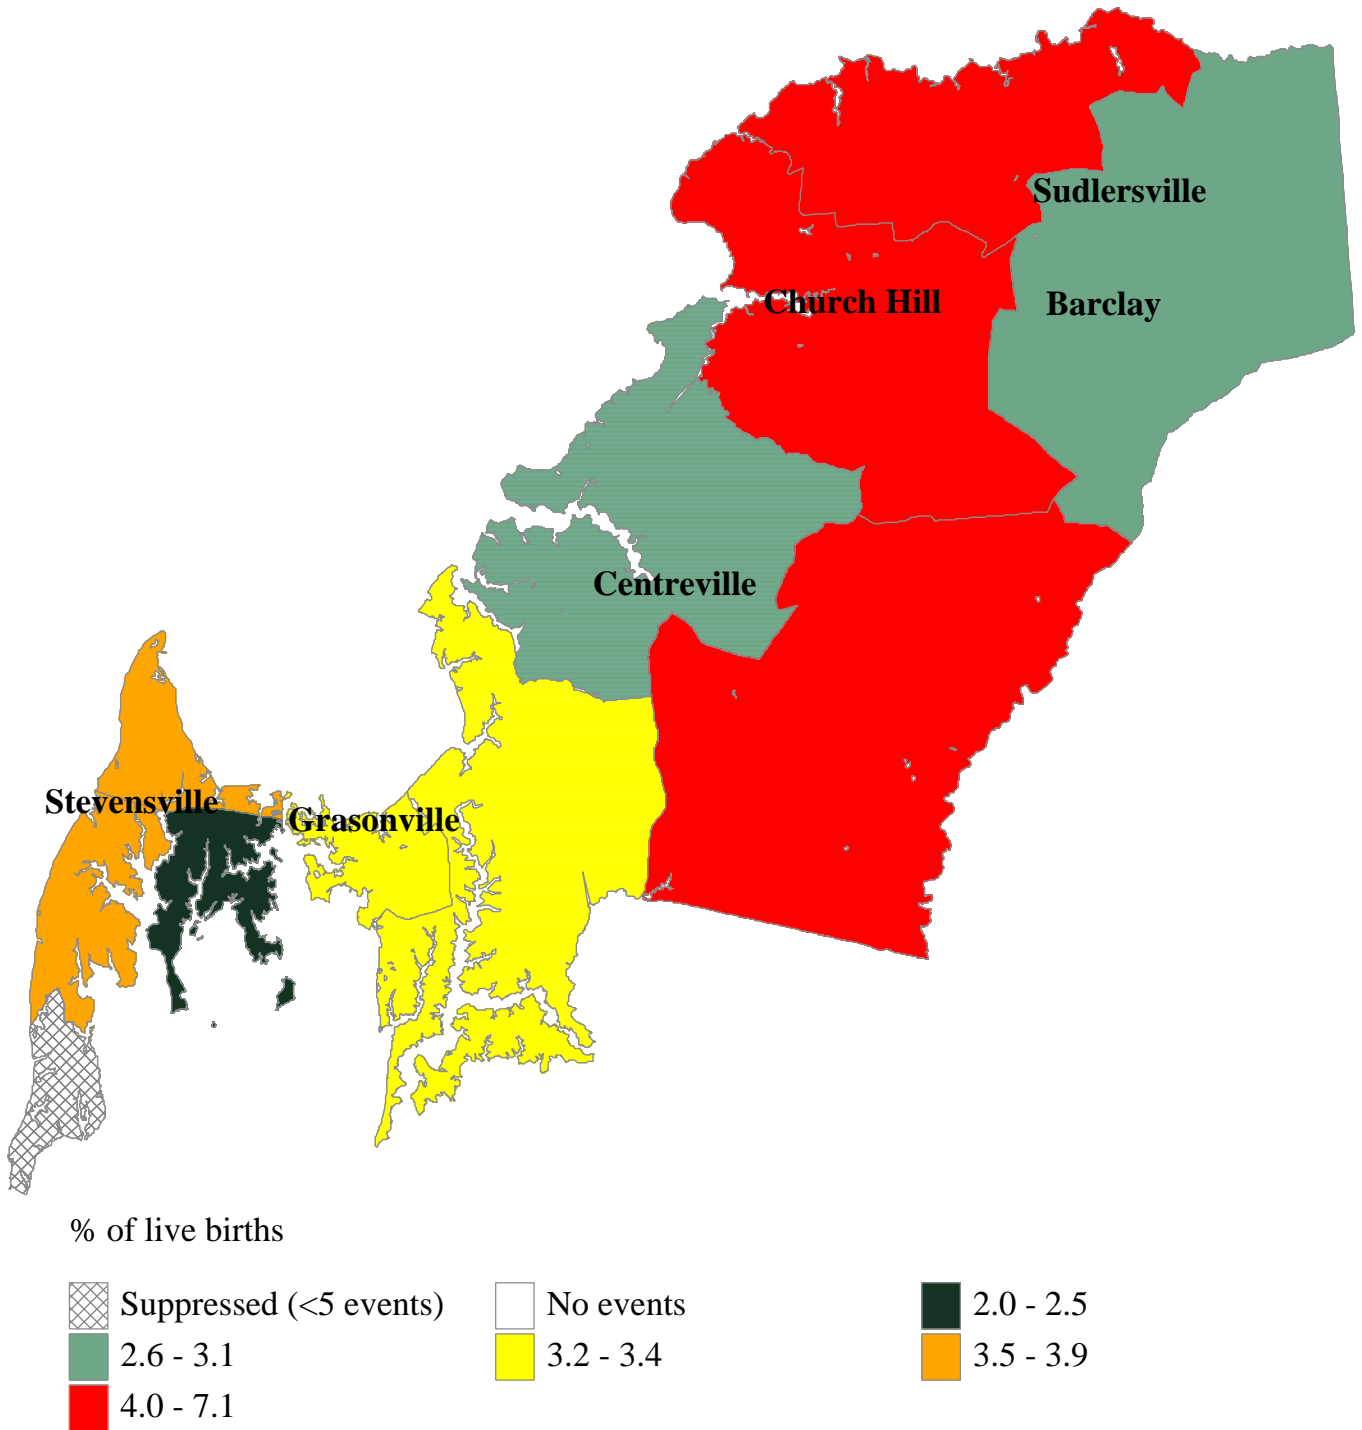 Sudlersville
Church Hill
Barclay
Centreville
Stevensville
Grasonville
% of live births
Suppressed (<5 events)
No events
2.0 - 2.5
2.6 - 3.1
3.2 - 3.4
3.5 - 3.9
4.0 - 7.1